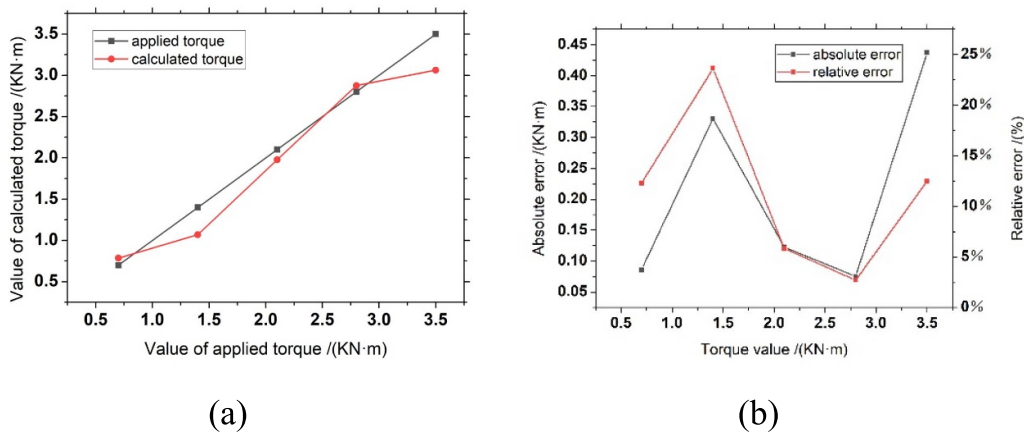 applied torque
calculated torque
Value of calculated torque /(KN·m)
3.5
3.0
2.5
2.0
1.5
1.0
0.5
0.5 1.0 1.5 2.0 2.5 3.0 3.5
Value of applied torque /(KN·m)
(a)
absolute error
relative error
Absolute error /(KN·m)
0.45
0.40
0.35
0.30
0.25
0.20
0.15
0.10
0.05
25%
20%
15%
10%
5%
0%
Relative error /(%)
0.5 1.0 1.5 2.0 2.5 3.0 3.5
Torque value /(KN·m)
(b)